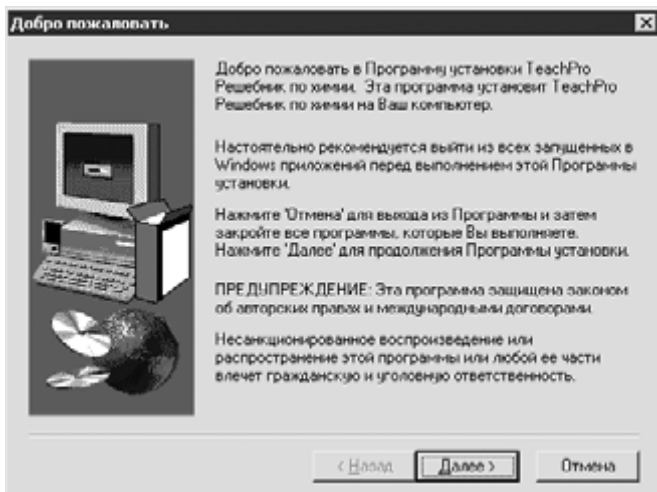 Добро пожаловать
Добро пожаловать в Программу установки TeachPro
Решебник по химии. Эта программа установит TeachPro
Решебник по химии на Ваш компьютер.
Настоятельно рекомендуется выйти из всех запущенных в
Windows приложений перед выполнением этой Программы
установки.
Нажмите 'Отмена' для выхода из Программы и затем
закройте все программы, которые Вы выполняете.
Нажмите 'Далее' для продолжения Программы установки.
ПРЕДУПРЕЖДЕНИЕ: Эта программа защищена законом
об авторских правах и международными договорами.
Несанкционированное воспроизведение или
распространение этой программы или любой ее части
влечет гражданскую и уголовную ответственность.
< Назад Далее > Отмена